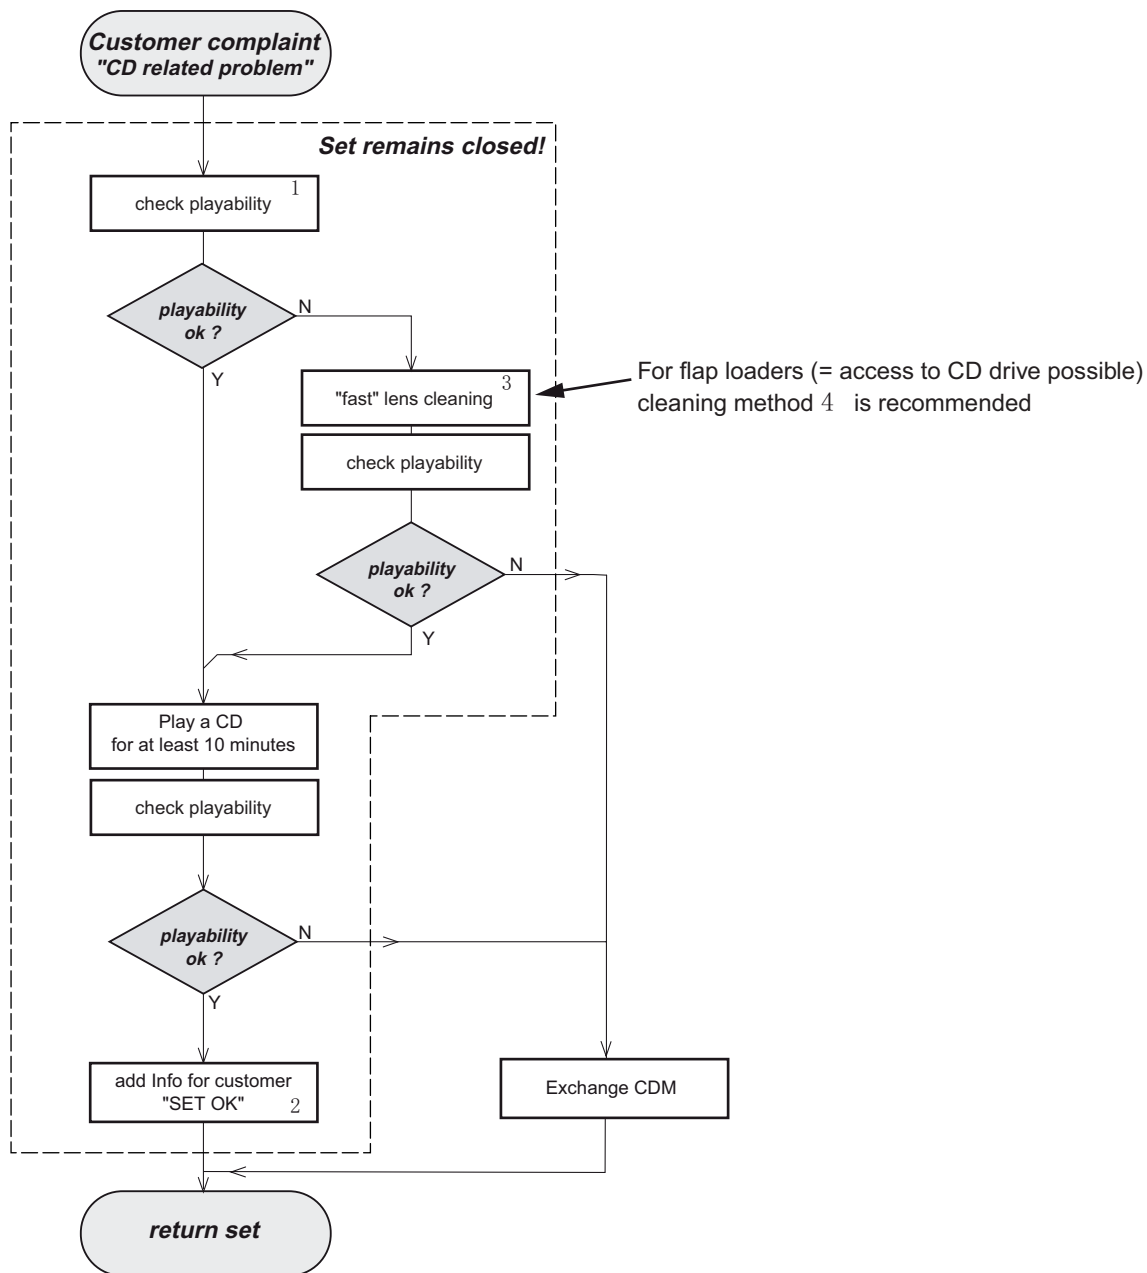 Customer complaint
"CD related problem"
Set remains closed!
1
check playability
playability
ok ?
N
Y
3
"fast" lens cleaning
For flap loaders (= access to CD drive possible)
cleaning method 4 is recommended
check playability
playability
ok ?
N
Y
Play a CD
for at least 10 minutes
check playability
playability
ok ?
N
Y
add Info for customer
"SET OK" 2
Exchange CDM
return set